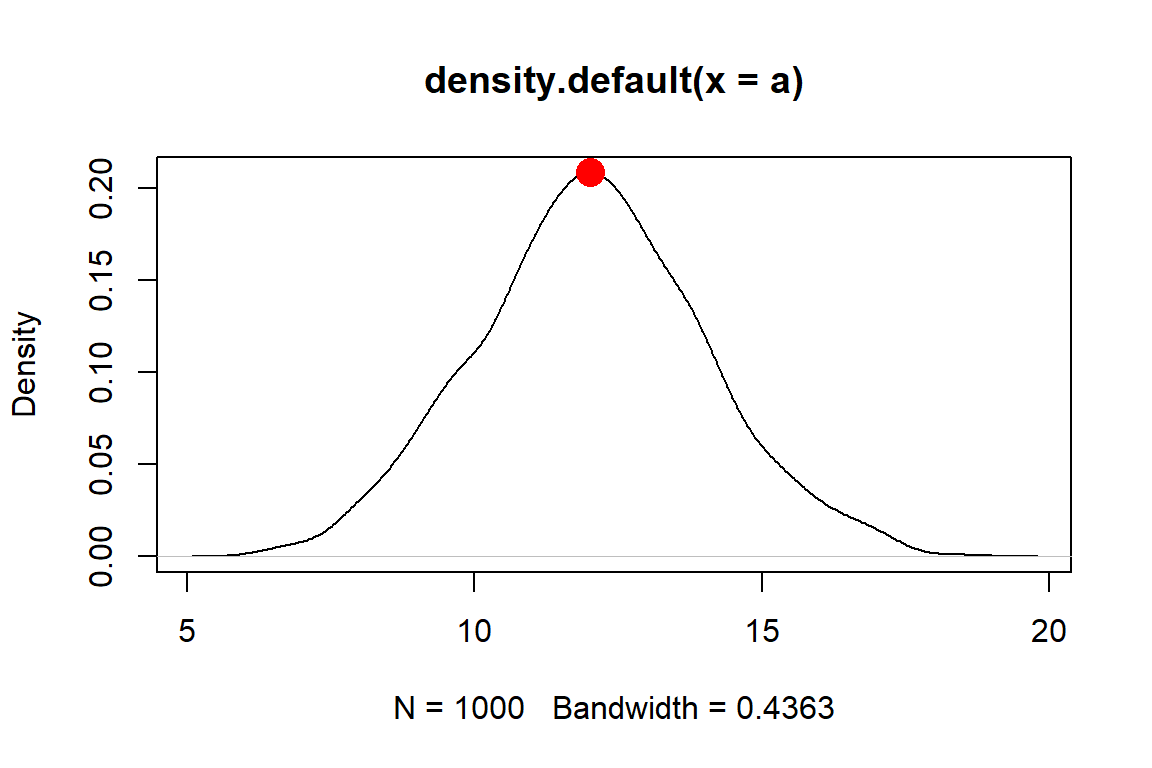 density.default(x = a)
Density
0.00 0.05 0.10 0.15 0.20
5 10 15 20
N = 1000 Bandwidth = 0.4363